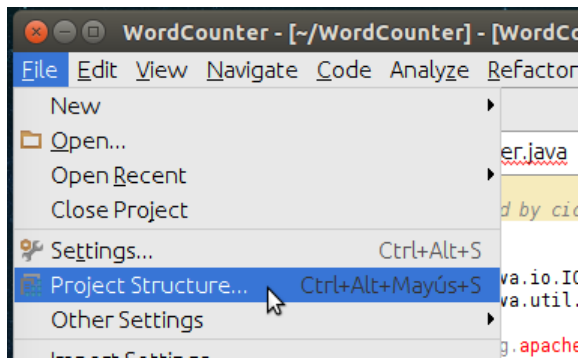 WordCounter - [~/WordCounter] - [WordCo
File Edit View Navigate Code Analyze Refactor
New
Open...
er.java
Open Recent
Close Project
d by cic
Settings... Ctrl+Alt+S
Project Structure... Ctrl+Alt+Mayús+S
va.io.IO
va.util.
Other Settings
g.apache